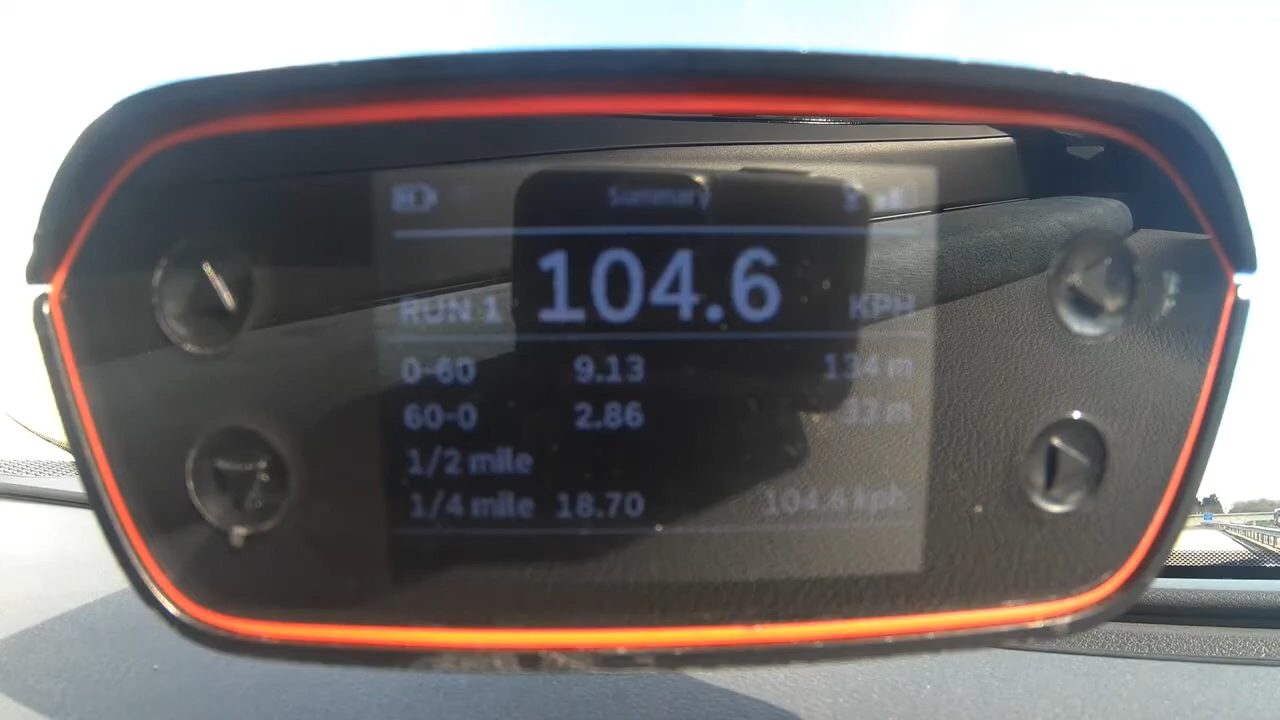 Summary
RUN 1 104.6 KPH
0-60 9.13 134 m
60-0 2.86 33 m
1/2 mile
1/4 mile 18.70 104.6 kph